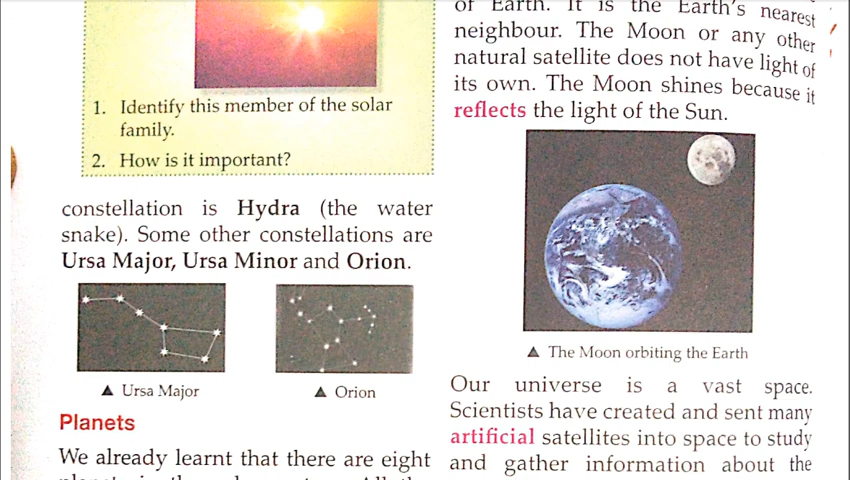 1. Identify this member of the solar
family.
2. How is it important?
constellation is Hydra (the water
snake). Some other constellations are
Ursa Major, Ursa Minor and Orion.
▲ Ursa Major
▲ Orion
Planets
We already learnt that there are eight
of Earth. It is the Earth's nearest
neighbour. The Moon or any other
natural satellite does not have light of
its own. The Moon shines because it
reflects the light of the Sun.
▲ The Moon orbiting the Earth
Our universe is a vast space.
Scientists have created and sent many
artificial satellites into space to study
and gather information about the